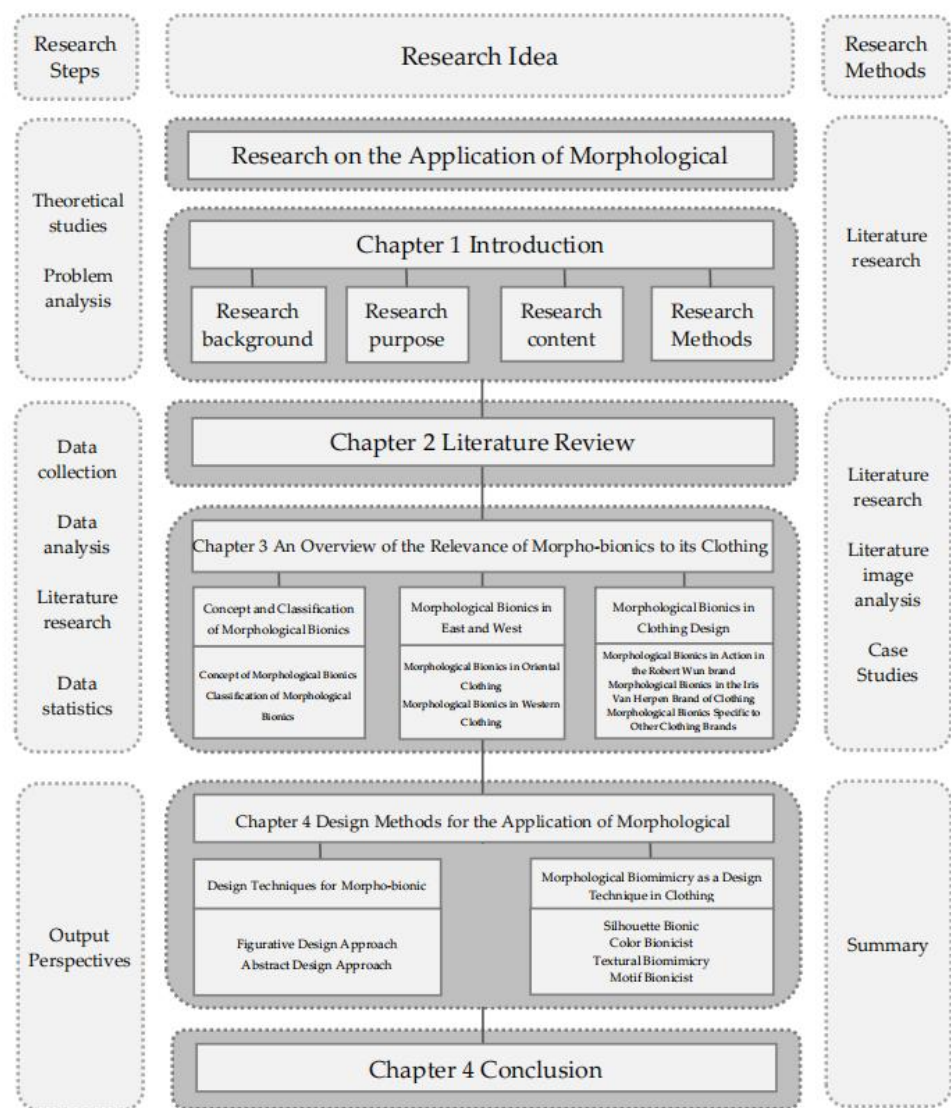 Research
Steps
Research Idea
Research
Methods
Theoretical
studies
Problem
analysis
Research on the Application of Morphological
Chapter 1 Introduction
Research
background
Research
purpose
Research
content
Research
Methods
Literature
research
Data
collection
Data
analysis
Literature
research
Data
statistics
Chapter 2 Literature Review
Chapter 3 An Overview of the Relevance of Morpho-bionics to its Clothing
Concept and Classification
of Morphological Bionics
Concept of Morphological Bionics
Classification of Morphological
Bionics
Morphological Bionics in
East and West
Morphological Bionics in Oriental
Clothing
Morphological Bionics in Western
Clothing
Morphological Bionics in
Clothing Design
Morphological Bionics in Action in
the Robert Wun brand
Morphological Bionics in the Iris
Van Herpen Brand of Clothing
Morphological Bionics Specific to
Other Clothing Brands
Literature
research
Literature
image
analysis
Case
Studies
Output
Perspectives
Chapter 4 Design Methods for the Application of Morphological
Design Techniques for Morpho-bionic
Figurative Design Approach
Abstract Design Approach
Morphological Biomimicry as a Design
Technique in Clothing
Silhouette Bionic
Color Bionicist
Textural Biomimicry
Motif Bionicist
Chapter 4 Conclusion
Summary